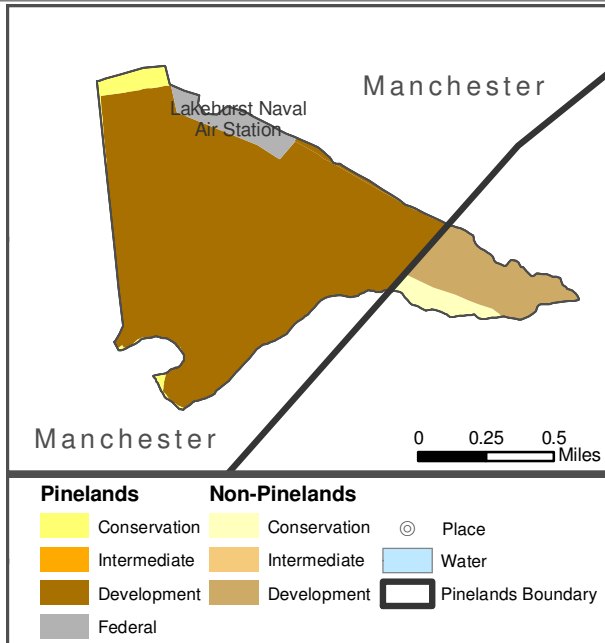 Manchester
Lakehurst Naval
Air Station
Manchester
0 0.25 0.5
Miles
Pinelands Non-Pinelands
Conservation Conservation Place
Intermediate Intermediate Water
Development Development Pinelands Boundary
Federal